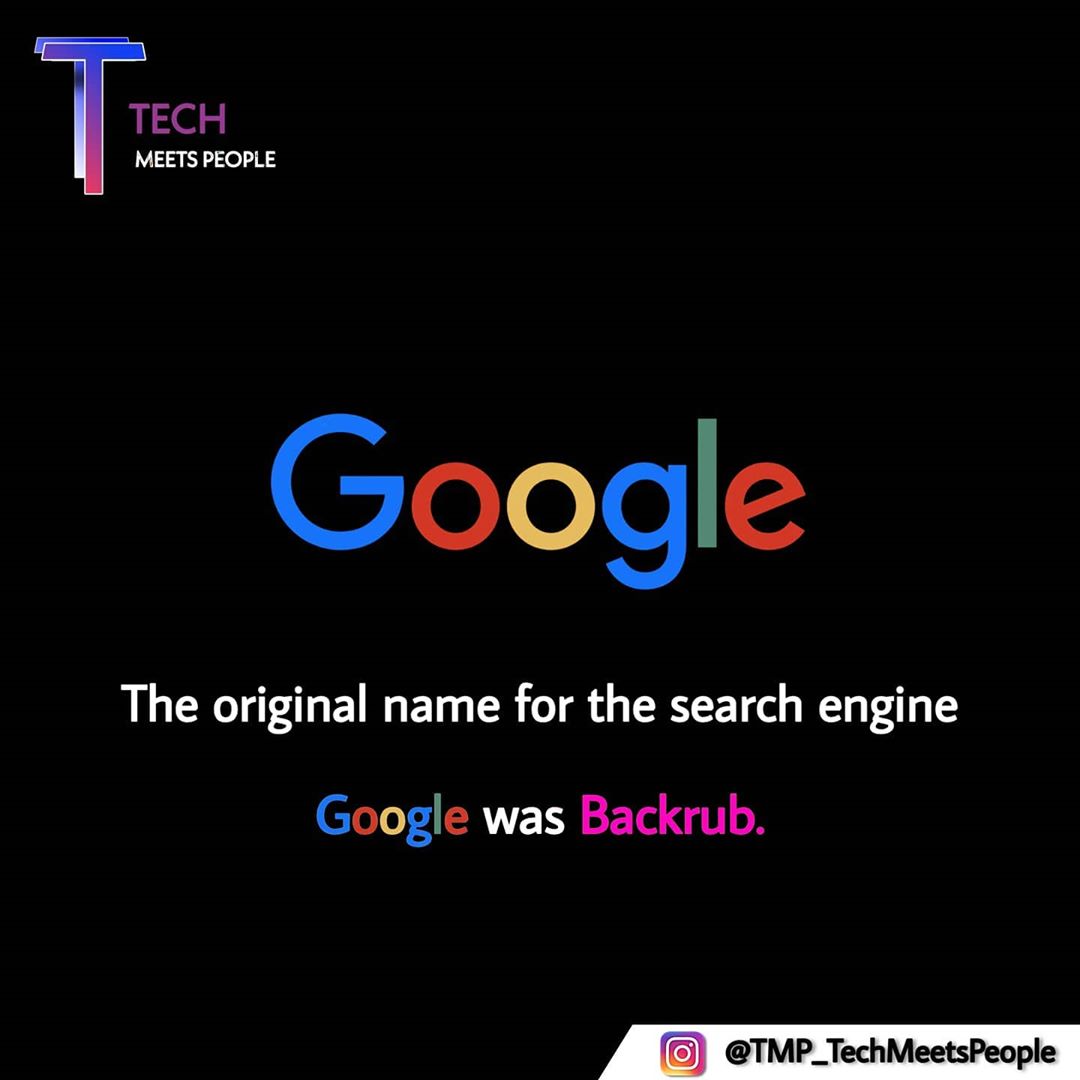 TECH
MEETS PEOPLE
Google
The original name for the search engine
Google was Backrub.
@TMP_TechMeetsPeople